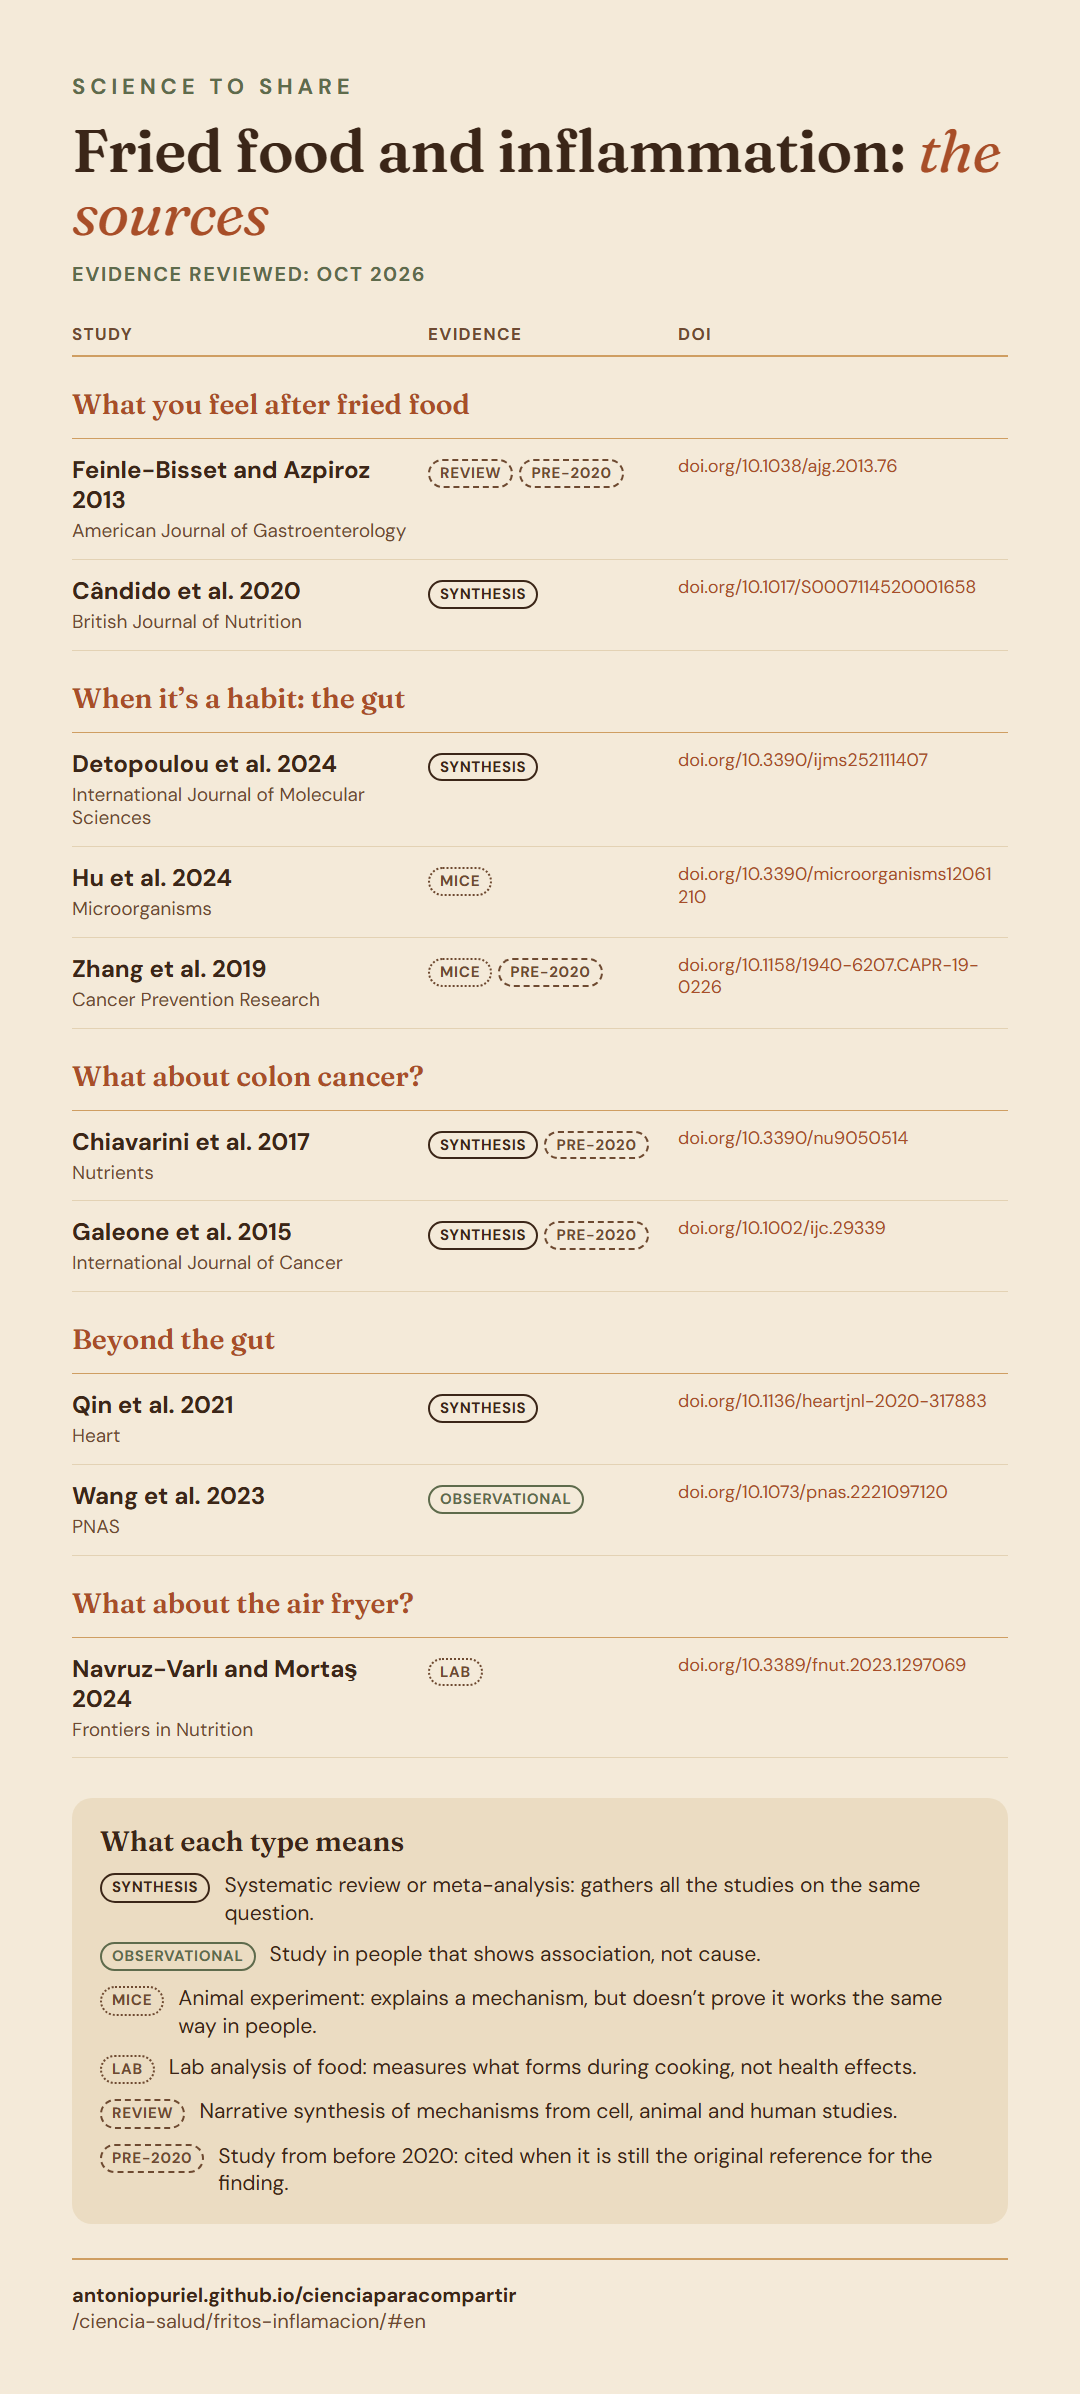 SCIENCE TO SHARE
Fried food and inflammation: the
sources
EVIDENCE REVIEWED: OCT 2026
STUDY EVIDENCE DOI
What you feel after fried food
Feinle-Bisset and Azpiroz
2013
American Journal of Gastroenterology
REVIEW PRE-2020
doi.org/10.1038/ajg.2013.76
Cândido et al. 2020
British Journal of Nutrition
SYNTHESIS
doi.org/10.1017/S0007114520001658
When it’s a habit: the gut
Detopoulou et al. 2024
International Journal of Molecular
Sciences
SYNTHESIS
doi.org/10.3390/ijms252111407
Hu et al. 2024
Microorganisms
MICE
doi.org/10.3390/microorganisms12061
210
Zhang et al. 2019
Cancer Prevention Research
MICE PRE-2020
doi.org/10.1158/1940-6207.CAPR-19-
0226
What about colon cancer?
Chiavarini et al. 2017
Nutrients
SYNTHESIS PRE-2020
doi.org/10.3390/nu9050514
Galeone et al. 2015
International Journal of Cancer
SYNTHESIS PRE-2020
doi.org/10.1002/ijc.29339
Beyond the gut
Qin et al. 2021
Heart
SYNTHESIS
doi.org/10.1136/heartjnl-2020-317883
Wang et al. 2023
PNAS
OBSERVATIONAL
doi.org/10.1073/pnas.2221097120
What about the air fryer?
Navruz-Varlı and Mortaş
2024
Frontiers in Nutrition
LAB
doi.org/10.3389/fnut.2023.1297069
What each type means
SYNTHESIS Systematic review or meta-analysis: gathers all the studies on the same
question.
OBSERVATIONAL Study in people that shows association, not cause.
MICE Animal experiment: explains a mechanism, but doesn’t prove it works the same
way in people.
LAB Lab analysis of food: measures what forms during cooking, not health effects.
REVIEW Narrative synthesis of mechanisms from cell, animal and human studies.
PRE-2020 Study from before 2020: cited when it is still the original reference for the
finding.
antoniopuriel.github.io/cienciaparacompartir
/ciencia-salud/fritos-inflamacion/#en